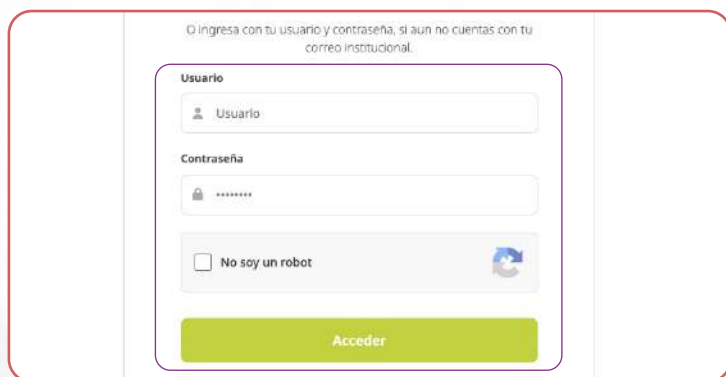 O ingresa con tu usuario y contraseña, si aun no cuentas con tu
correo institucional.
Usuario
Usuario
Contraseña
••••••••
No soy un robot
Acceder